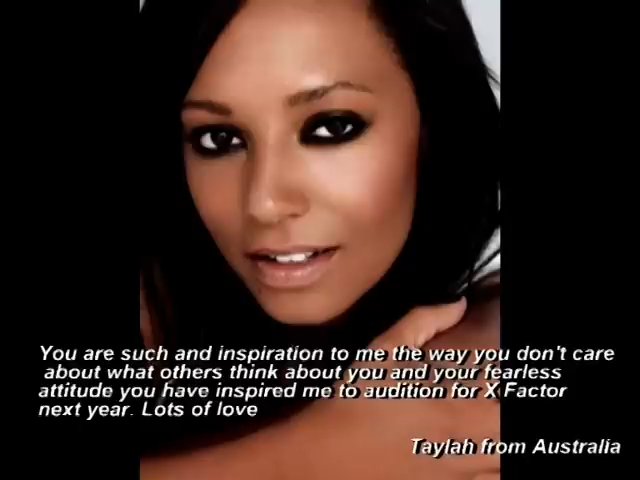 You are such and inspiration to me the way you don't care
about what others think about you and your fearless
attitude you have inspired me to audition for X Factor
next year. Lots of love
Taylah from Australia